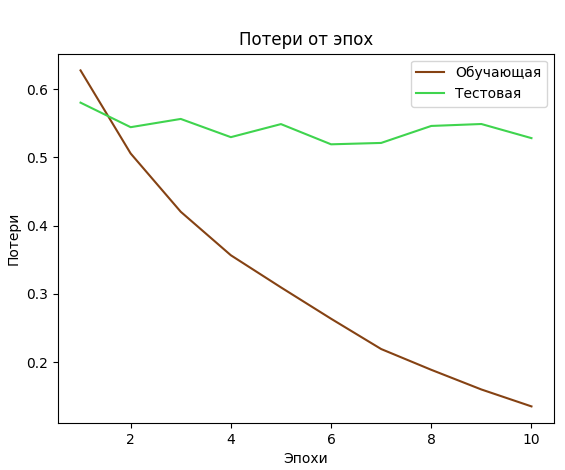 Потери от эпох
Обучающая
Тестовая
Потери
0.6
0.5
0.4
0.3
0.2
2 4 6 8 10
Эпохи